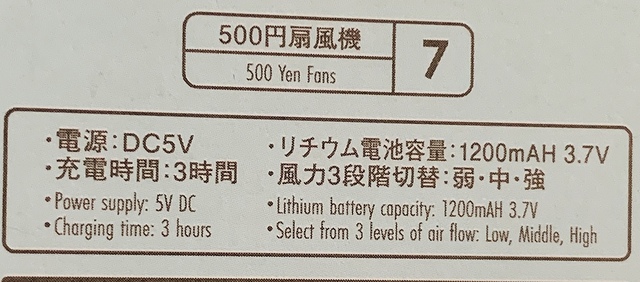 500円扇風機
500 Yen Fans
7
・電源:DC5V
・充電時間:3時間
• Power supply: 5V DC
• Charging time: 3 hours
・リチウム電池容量:1200mAH 3.7V
・風力3段階切替:弱・中・強
• Lithium battery capacity: 1200mAH 3.7V
• Select from 3 levels of air flow: Low, Middle, High